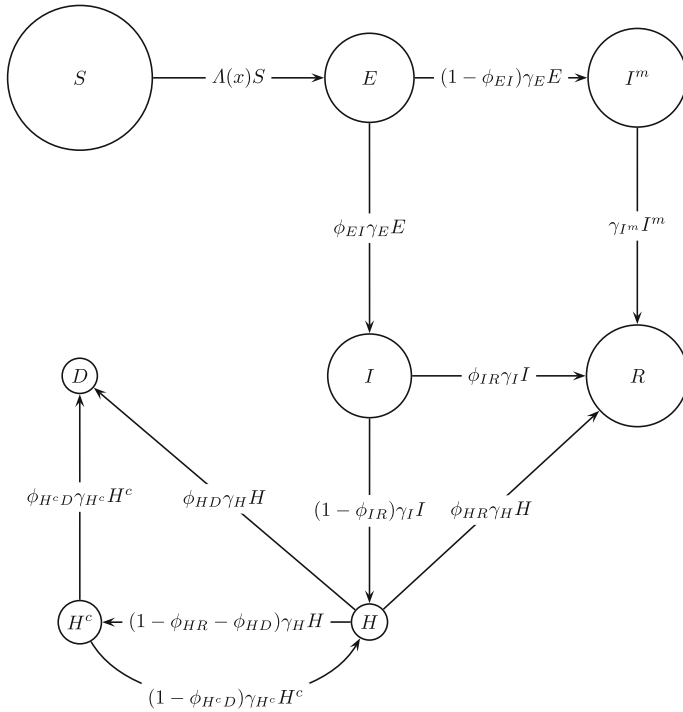 S Λ(x)S E (1 − ϕ_{EI})γ_E E I^m
ϕ_{EI}γ_E E γ_{I^m} I^m
D I ϕ_{IR}γ_I I R
ϕ_{H^cD}γ_{H^c}H^c ϕ_{HD}γ_H H (1 − ϕ_{IR})γ_I I ϕ_{HR}γ_H H
H^c (1 − ϕ_{HR} − ϕ_{HD})γ_H H H
(1 − ϕ_{H^cD})γ_{H^c}H^c